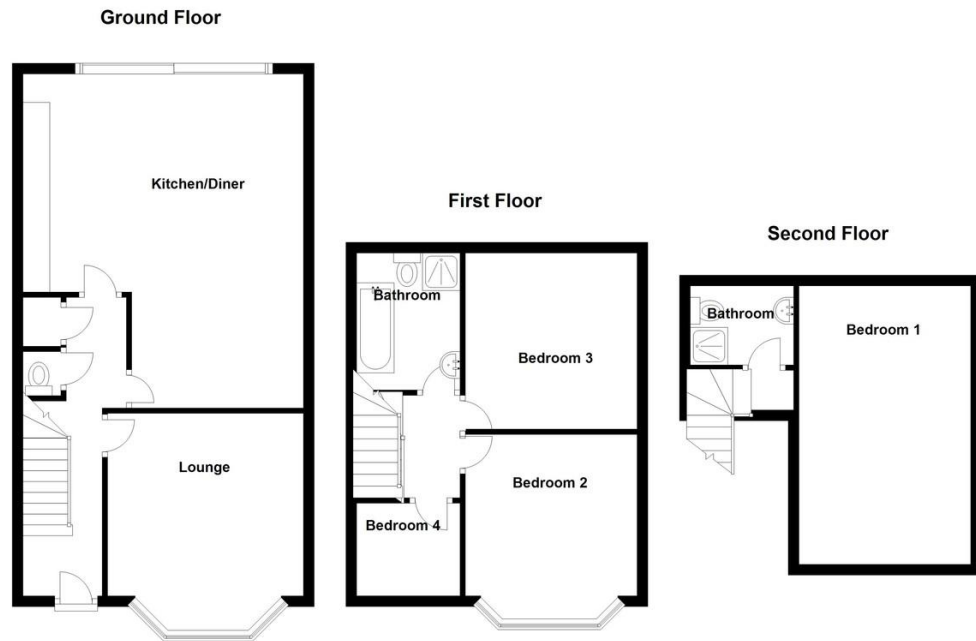 Ground Floor
Kitchen/Diner
Lounge
First Floor
Bathroom
Bedroom 3
Bedroom 2
Bedroom 4
Second Floor
Bathroom
Bedroom 1